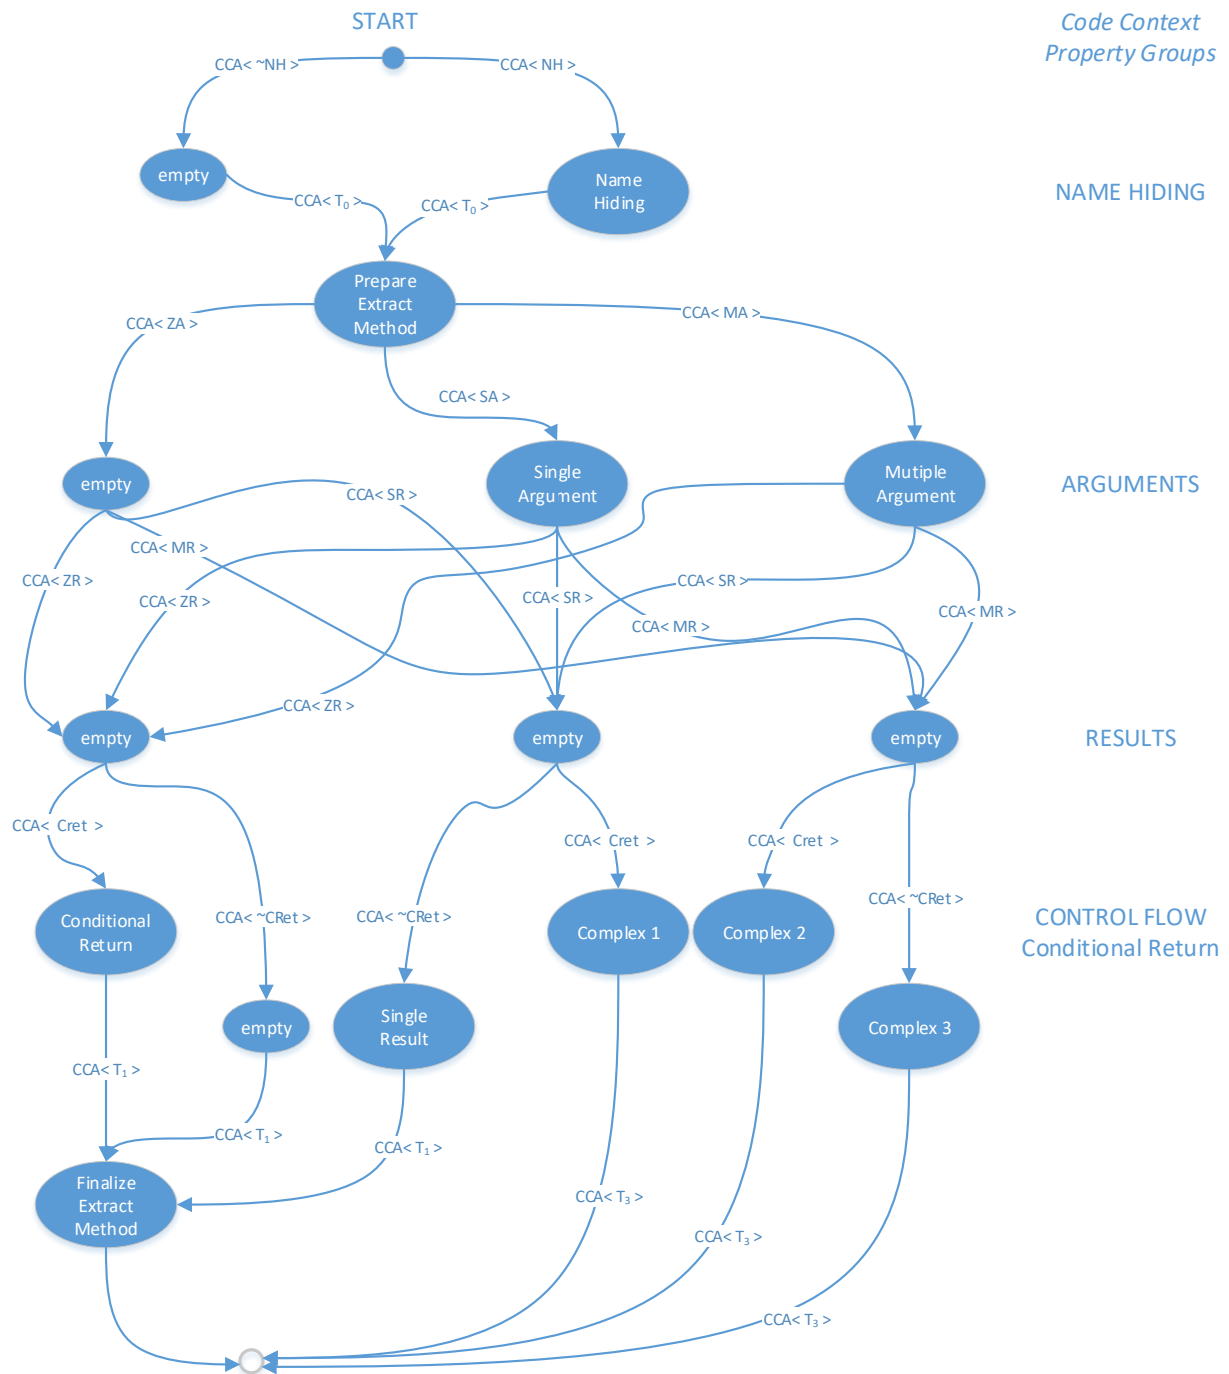 START
Code Context
Property Groups
CCA< ~NH >
CCA< NH >
empty
Name
Hiding
NAME HIDING
CCA< T₀ >
CCA< T₀ >
Prepare
Extract
Method
CCA< ZA >
CCA< MA >
CCA< SA >
empty
Single
Argument
Mutiple
Argument
ARGUMENTS
CCA< SR >
CCA< MR >
CCA< ZR >
CCA< ZR >
CCA< SR >
CCA< SR >
CCA< MR >
CCA< MR >
CCA< ZR >
empty
empty
empty
RESULTS
CCA< Cret >
CCA< Cret >
CCA< Cret >
CCA< ~CRet >
CCA< ~CRet >
CCA< ~CRet >
Conditional
Return
Complex 1
Complex 2
CONTROL FLOW
Conditional Return
empty
Single
Result
Complex 3
CCA< T₁ >
CCA< T₁ >
CCA< T₁ >
Finalize
Extract
Method
CCA< T₃ >
CCA< T₃ >
CCA< T₃ >